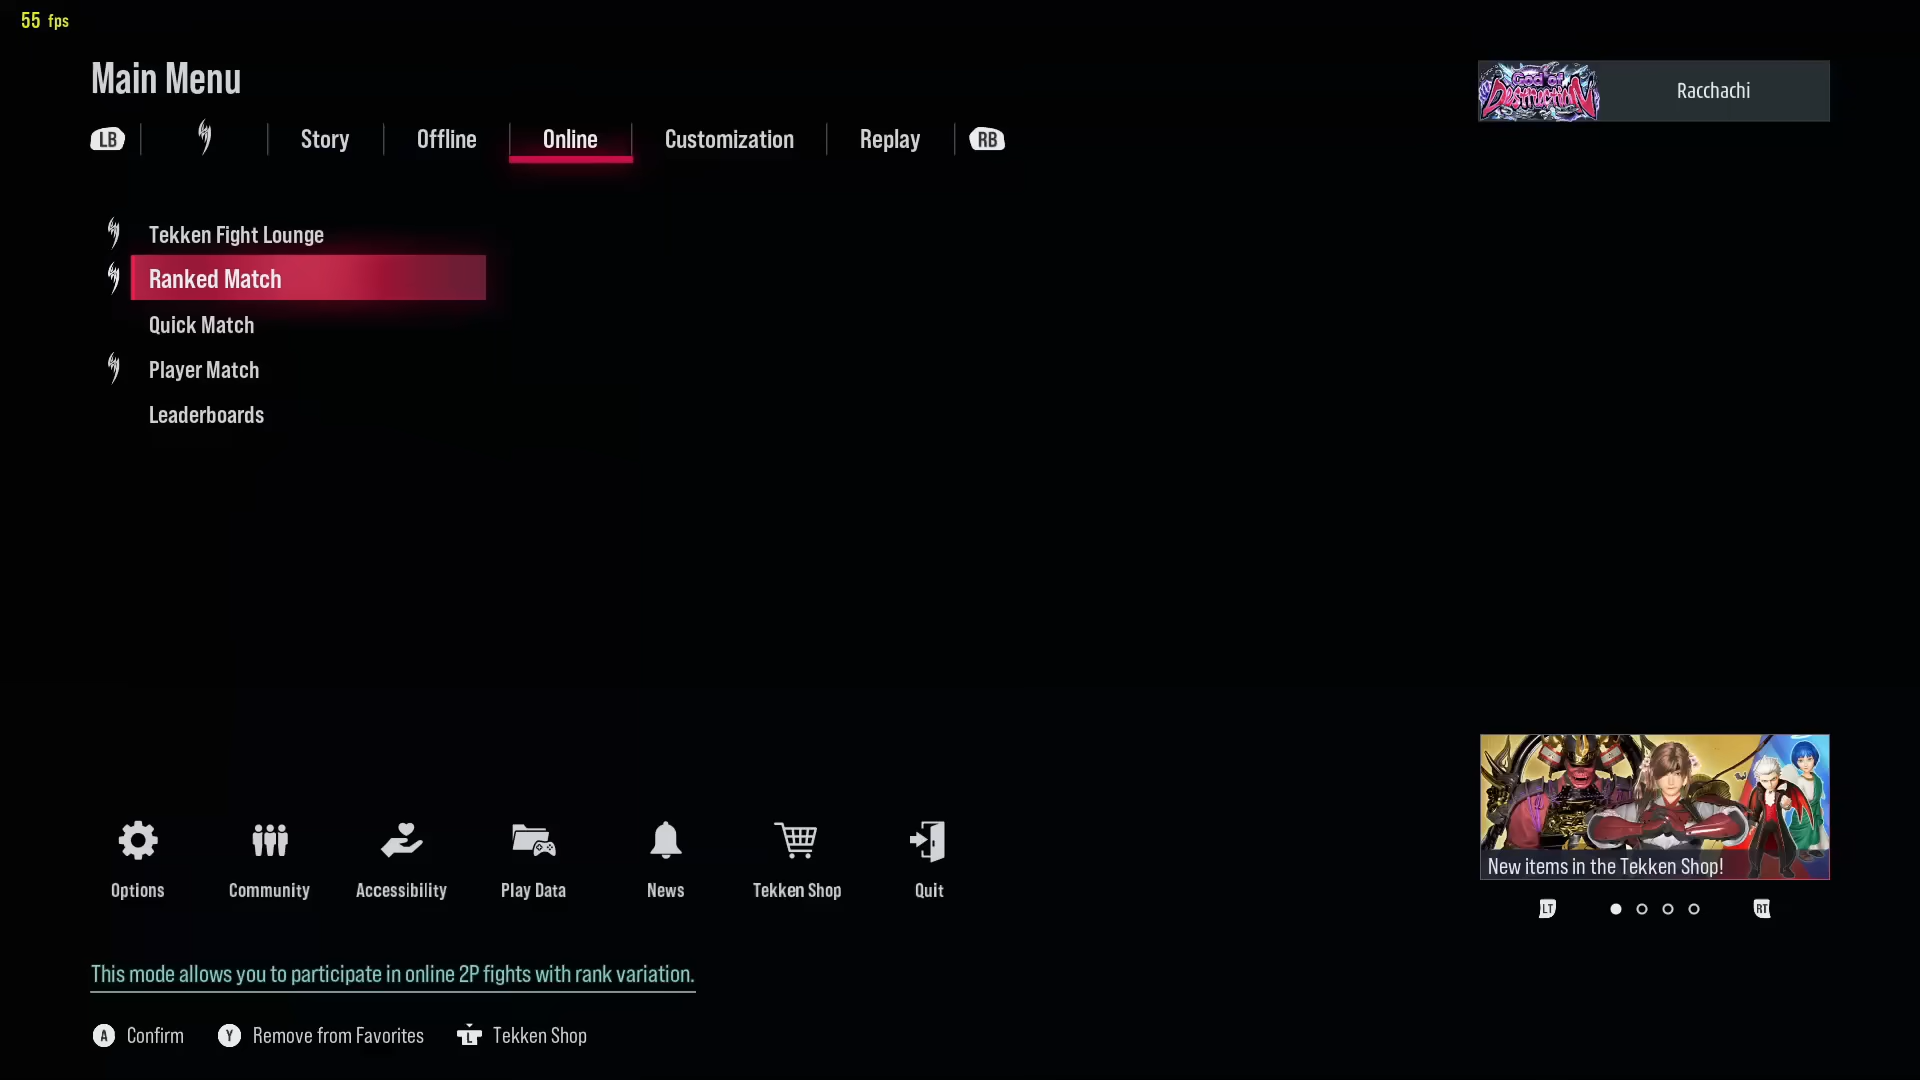 55 fps
Main Menu
God of Destruction
Racchachi
LB
Story
Offline
Online
Customization
Replay
RB
Tekken Fight Lounge
Ranked Match
Quick Match
Player Match
Leaderboards
New items in the Tekken Shop!
LT
RT
Options
Community
Accessibility
Play Data
News
Tekken Shop
Quit
This mode allows you to participate in online 2P fights with rank variation.
A Confirm
Y Remove from Favorites
L Tekken Shop